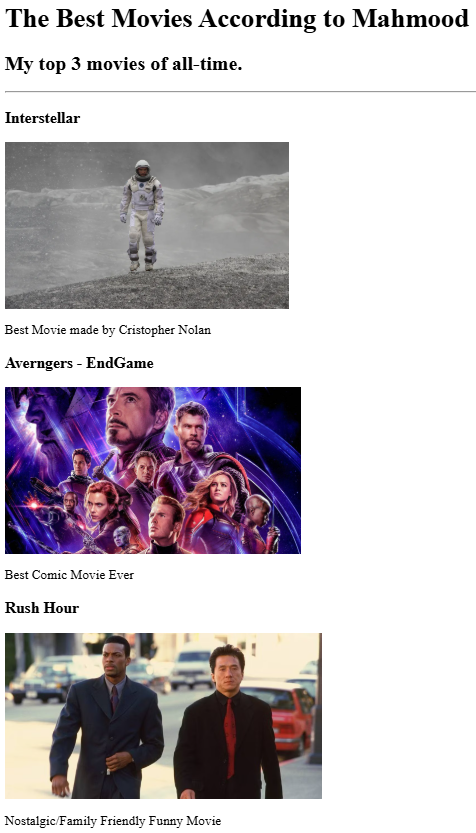 The Best Movies According to Mahmood
My top 3 movies of all-time.
Interstellar
Best Movie made by Cristopher Nolan
Averngers - EndGame
Best Comic Movie Ever
Rush Hour
Nostalgic/Family Friendly Funny Movie